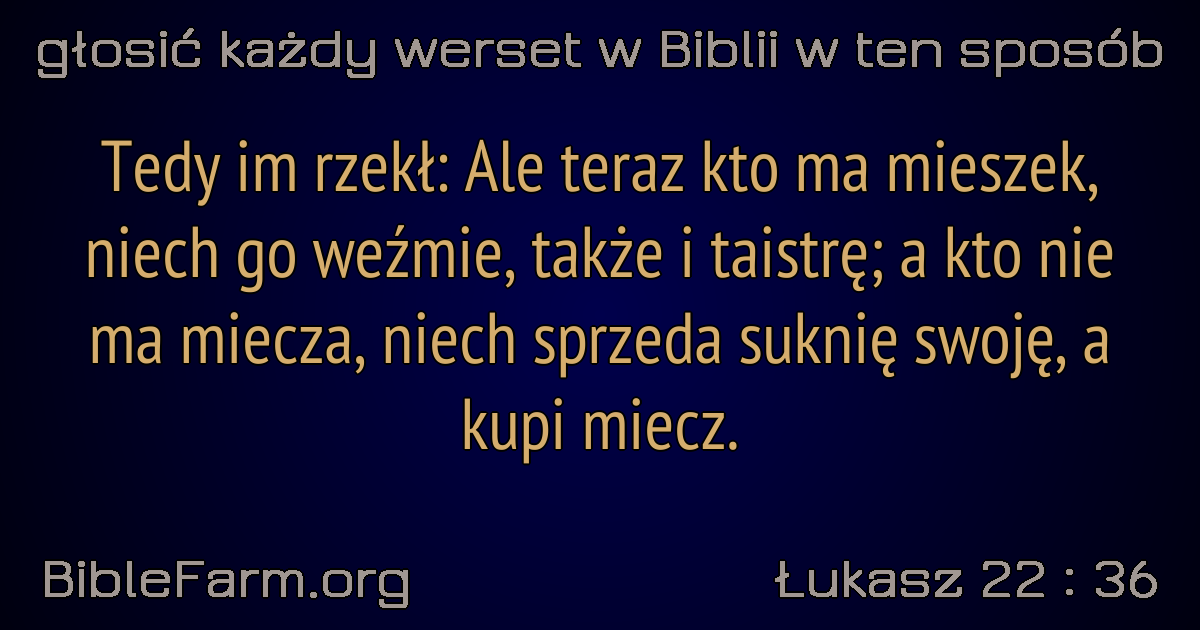 głosić każdy werset w Biblii w ten sposób
Tedy im rzekł: Ale teraz kto ma mieszek,
niech go weźmie, także i taistrę; a kto nie
ma miecza, niech sprzeda suknię swoję, a
kupi miecz.
BibleFarm.org
Łukasz 22 : 36